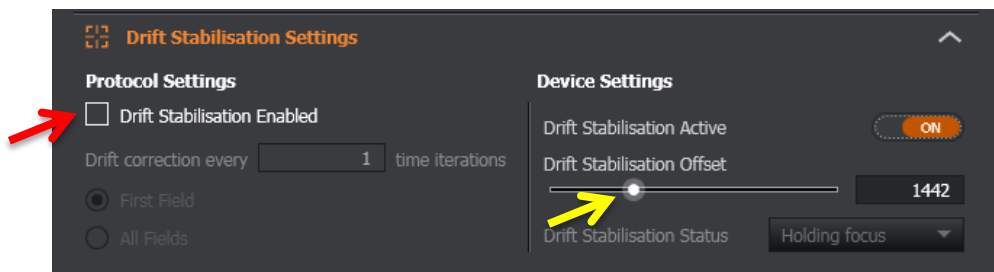 Drift Stabilisation Settings
Protocol Settings
Drift Stabilisation Enabled
Drift correction every 1 time iterations
First Field
All Fields
Device Settings
Drift Stabilisation Active ON
Drift Stabilisation Offset
1442
Drift Stabilisation Status Holding focus